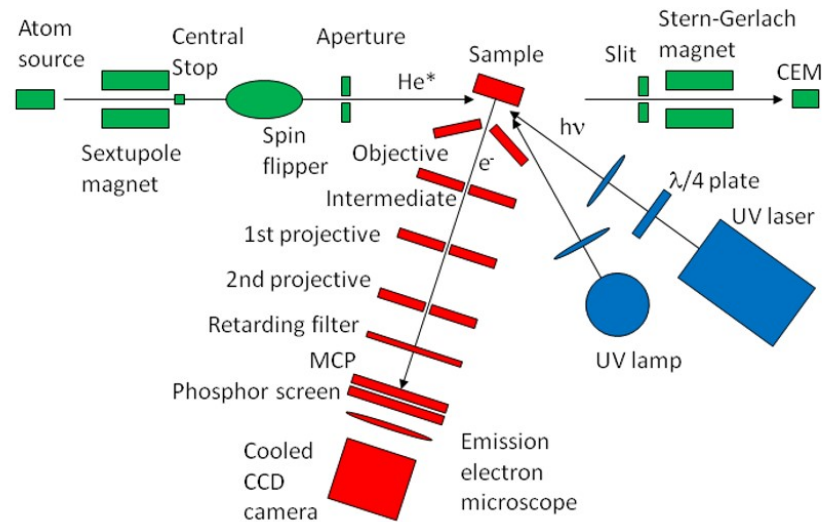 Atom
source
Central
Stop
Aperture
Sample
Slit
Stern-Gerlach
magnet
CEM
He*
Sextupole
magnet
Spin
flipper
hν
Objective
e-
Intermediate
λ/4 plate
UV laser
1st projective
2nd projective
Retarding filter
UV lamp
MCP
Phosphor screen
Cooled
CCD
camera
Emission
electron
microscope